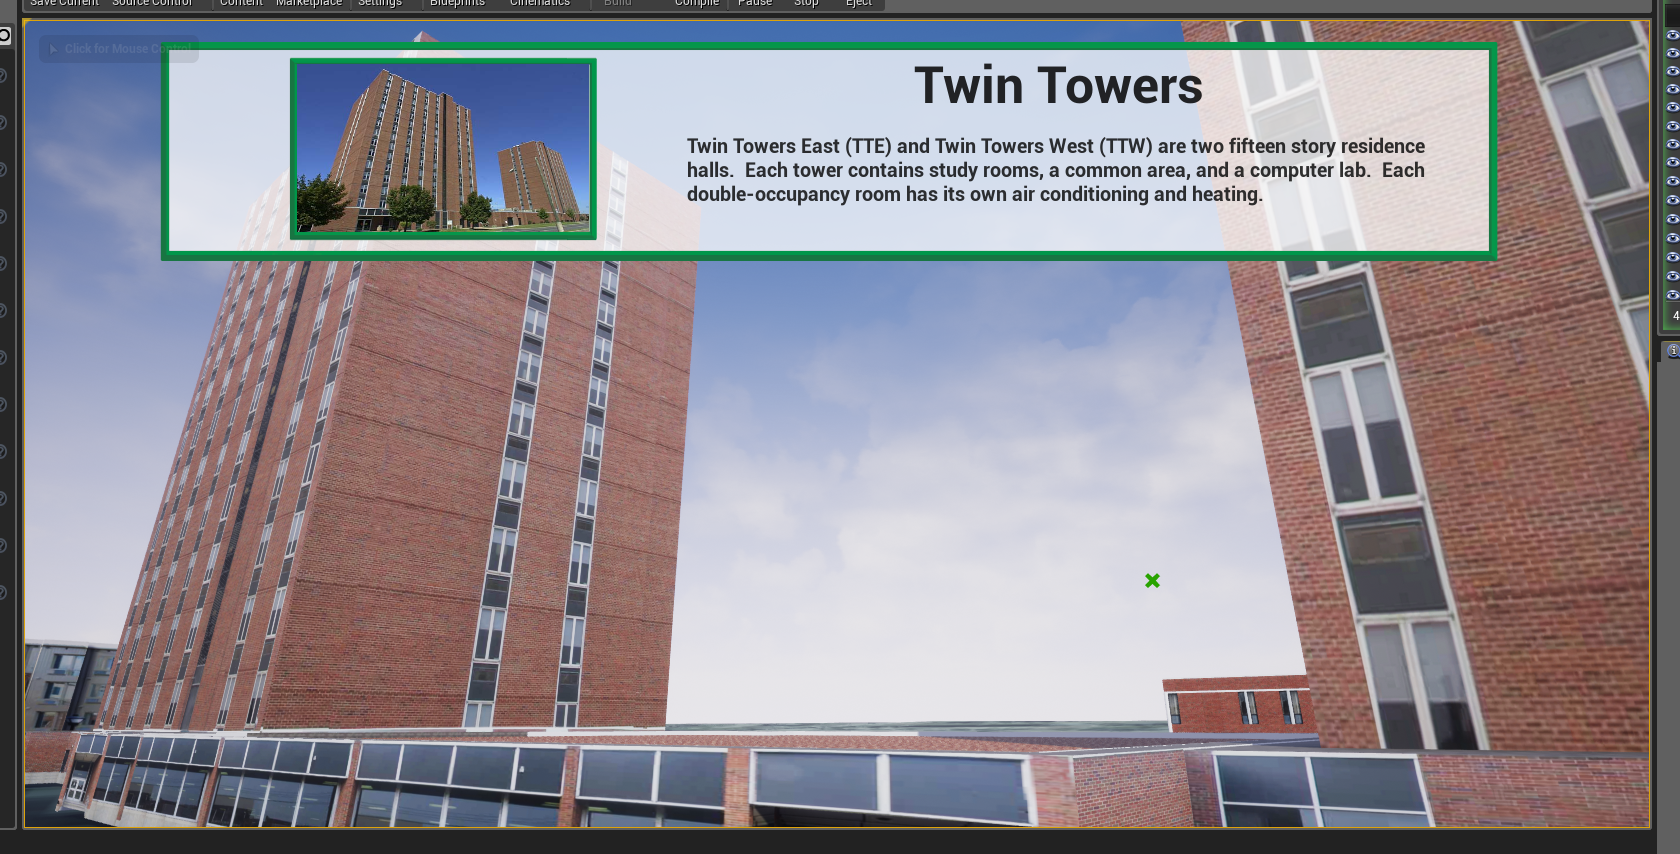 Save Current Source Control Content Marketplace Settings Blueprints Cinematics Build Compile Pause Stop Eject
Click for Mouse Control
Twin Towers
Twin Towers East (TTE) and Twin Towers West (TTW) are two fifteen story residence
halls.  Each tower contains study rooms, a common area, and a computer lab.  Each
double-occupancy room has its own air conditioning and heating.
4